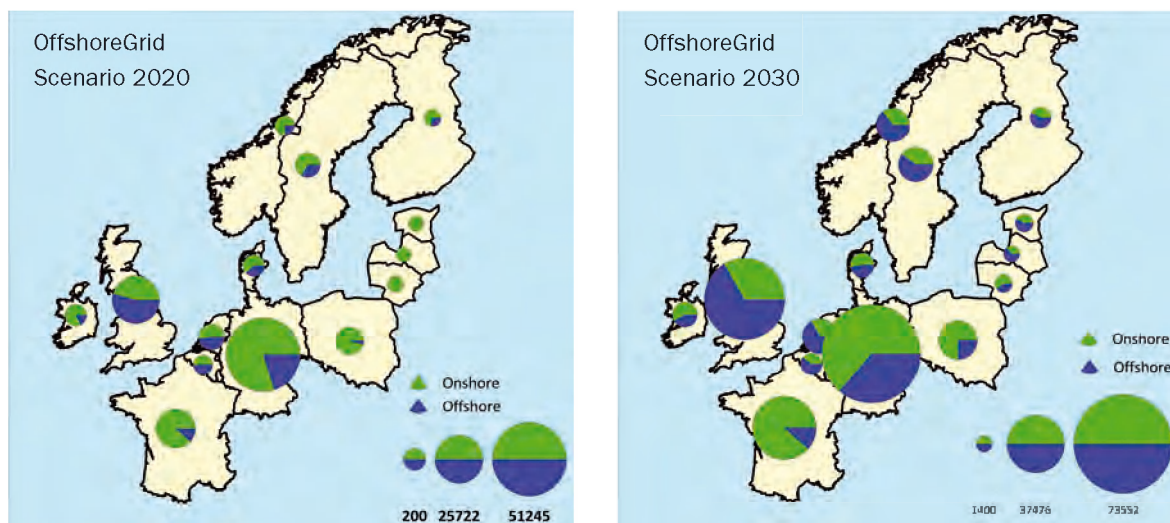 OffshoreGrid
Scenario 2020
Onshore
Offshore
200 25722 51245
OffshoreGrid
Scenario 2030
Onshore
Offshore
1400 37476 73552